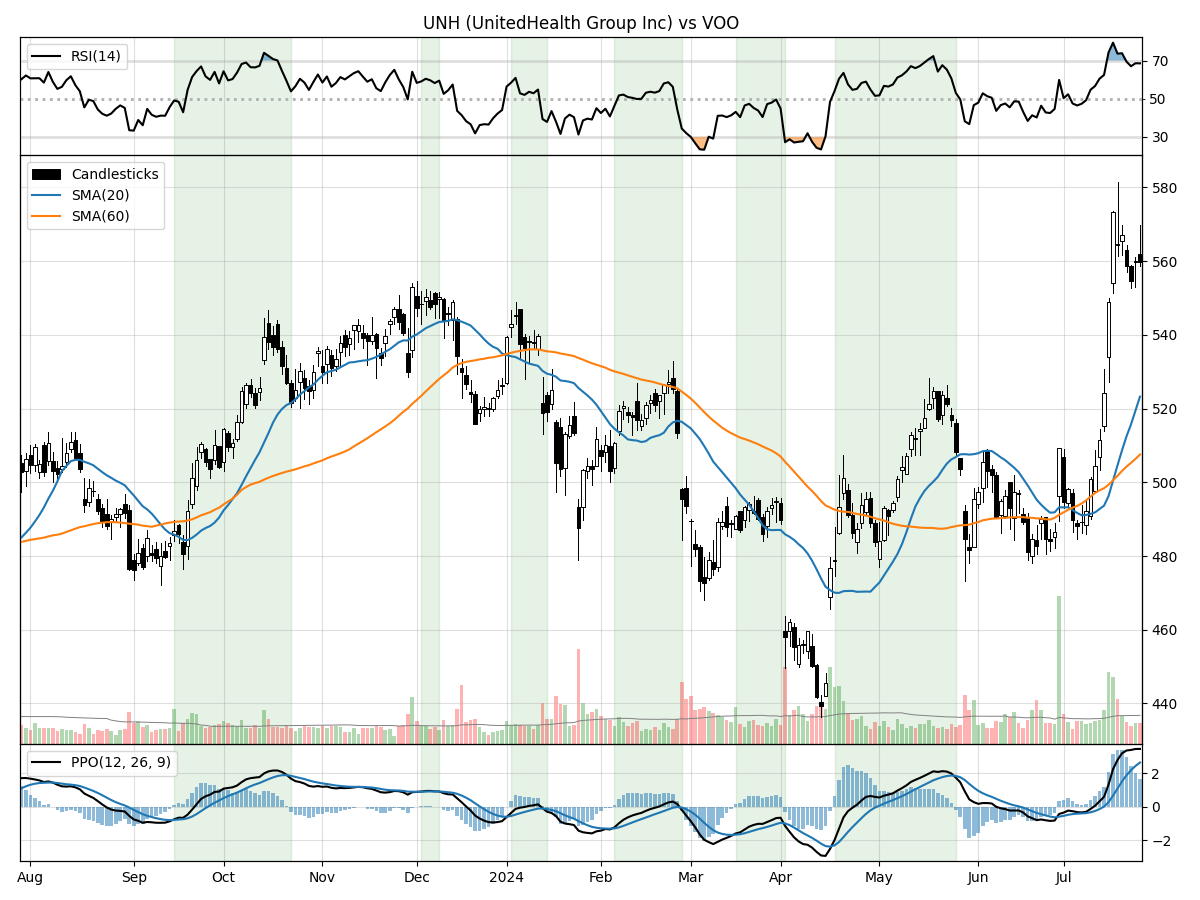 UNH (UnitedHealth Group Inc) vs VOO
RSI(14)
70
50
30
Candlesticks
SMA(20)
SMA(60)
580
560
540
520
500
480
460
440
PPO(12, 26, 9)
2
0
−2
Aug Sep Oct Nov Dec 2024 Feb Mar Apr May Jun Jul